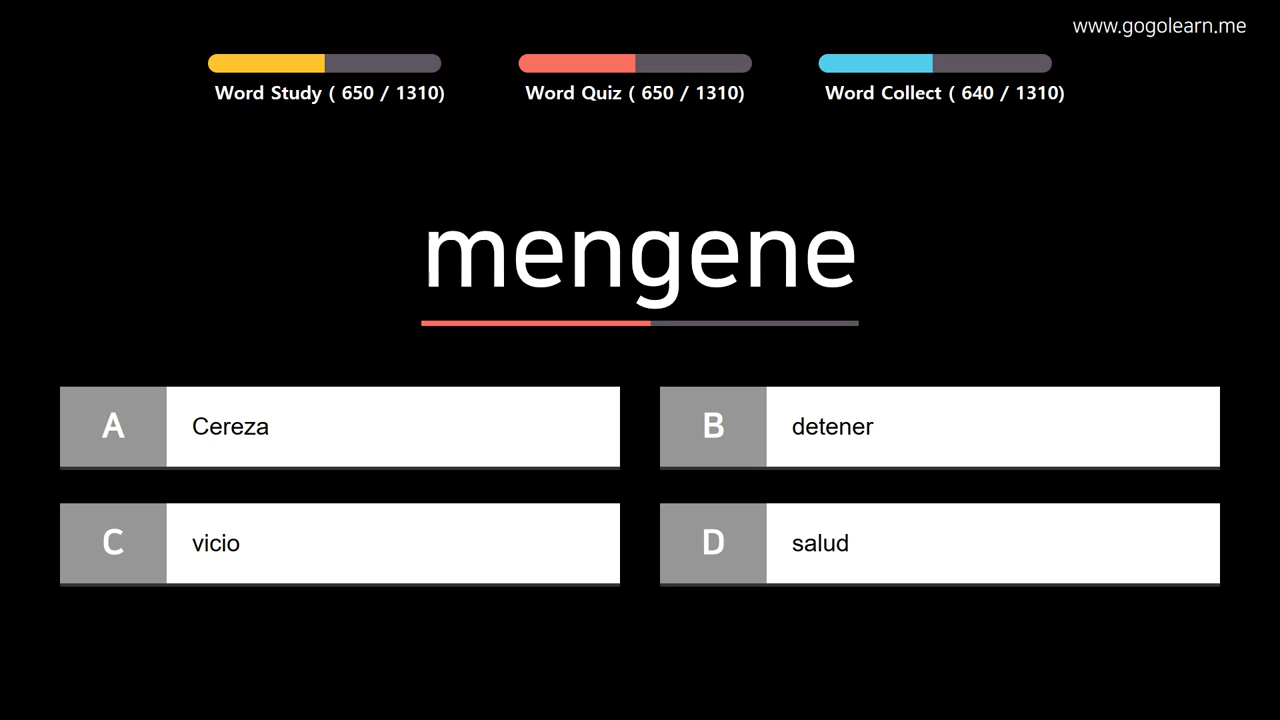 www.gogolearn.me
Word Study ( 650 / 1310)
Word Quiz ( 650 / 1310)
Word Collect ( 640 / 1310)
mengene
A Cereza
B detener
C vicio
D salud